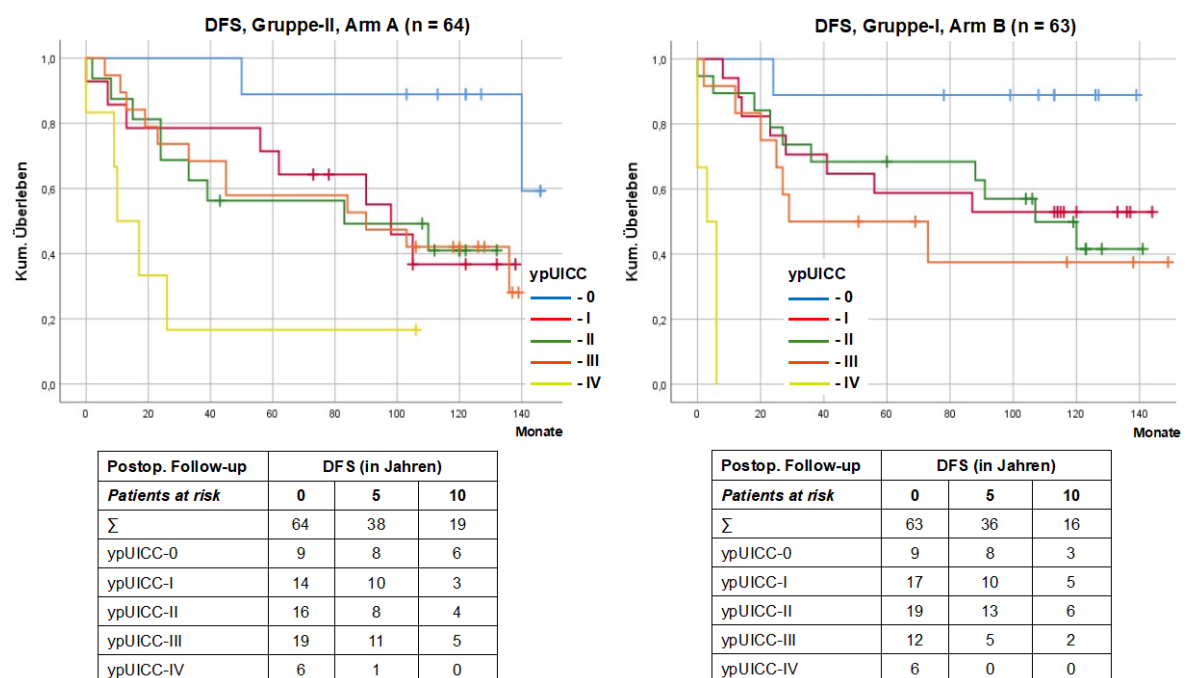 DFS, Gruppe-II, Arm A (n = 64)
Kum. Überleben
1,0
0,8
0,6
0,4
0,2
0,0
0 20 40 60 80 100 120 140
Monate
ypUICC
- 0
- I
- II
- III
- IV
DFS, Gruppe-I, Arm B (n = 63)
Kum. Überleben
1,0
0,8
0,6
0,4
0,2
0,0
0 20 40 60 80 100 120 140
Monate
ypUICC
- 0
- I
- II
- III
- IV
Postop. Follow-up DFS (in Jahren)
Patients at risk 0 5 10
∑ 64 38 19
ypUICC-0 9 8 6
ypUICC-I 14 10 3
ypUICC-II 16 8 4
ypUICC-III 19 11 5
ypUICC-IV 6 1 0
Postop. Follow-up DFS (in Jahren)
Patients at risk 0 5 10
∑ 63 36 16
ypUICC-0 9 8 3
ypUICC-I 17 10 5
ypUICC-II 19 13 6
ypUICC-III 12 5 2
ypUICC-IV 6 0 0